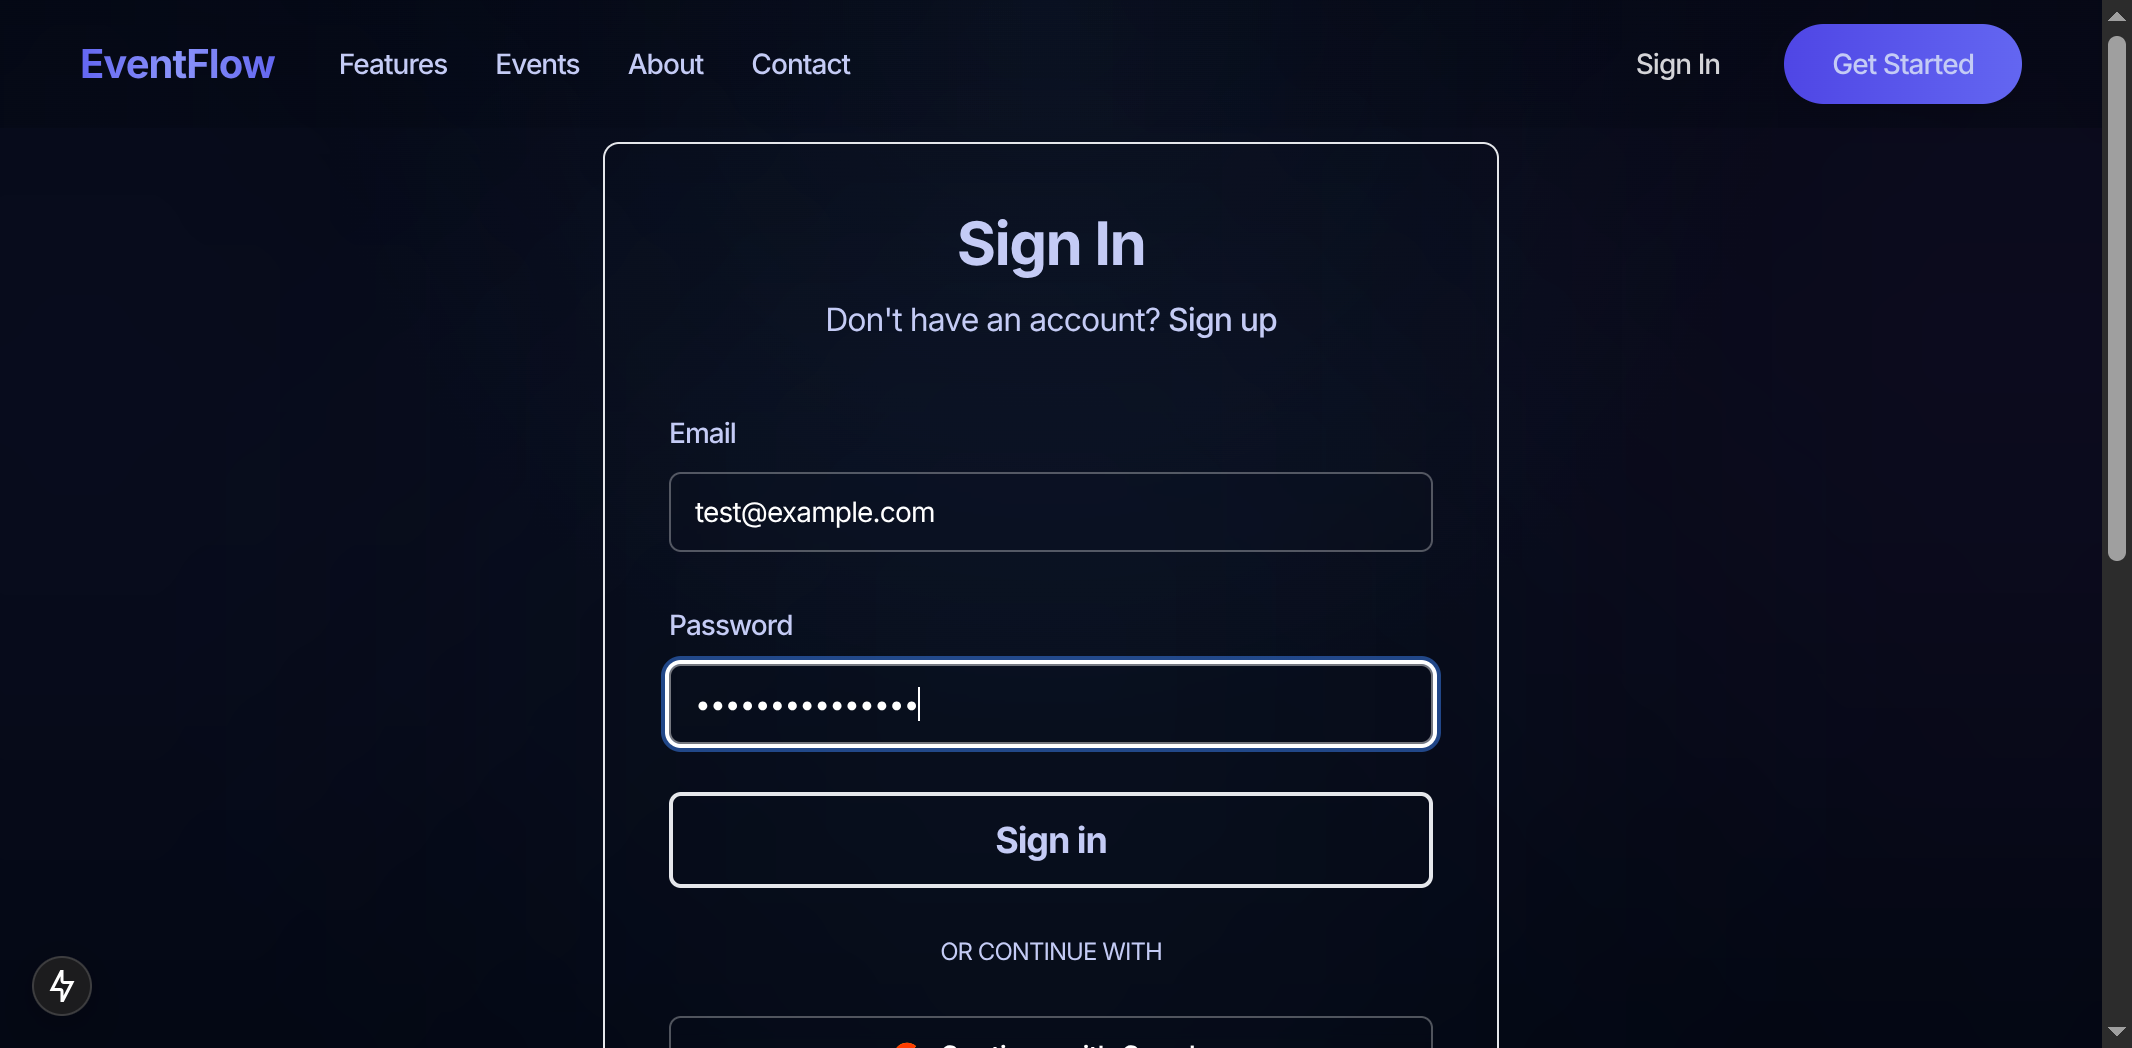 EventFlow Features Events About Contact Sign In Get Started
Sign In
Don't have an account? Sign up
Email
test@example.com
Password
•••••••••••••••
Sign in
OR CONTINUE WITH